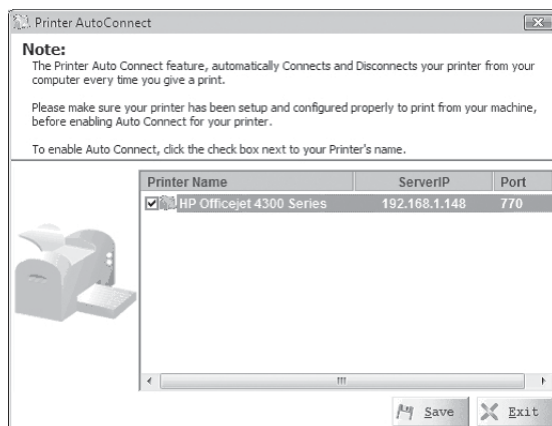 Printer AutoConnect
Note:
The Printer Auto Connect feature, automatically Connects and Disconnects your printer from your
computer every time you give a print.
Please make sure your printer has been setup and configured properly to print from your machine,
before enabling Auto Connect for your printer.
To enable Auto Connect, click the check box next to your Printer's name.
Printer Name ServerIP Port
HP Officejet 4300 Series 192.168.1.148 770
Save Exit